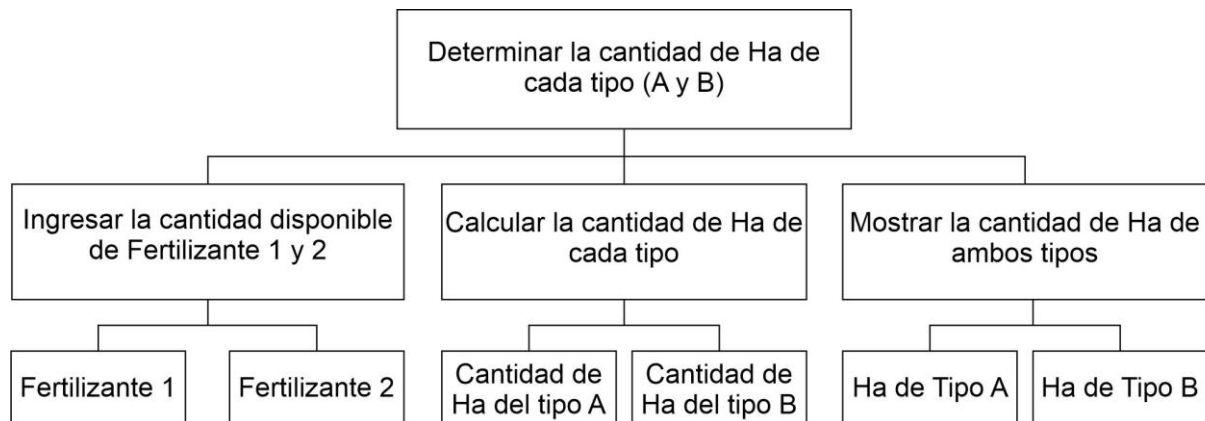 Determinar la cantidad de Ha de
cada tipo (A y B)
Ingresar la cantidad disponible
de Fertilizante 1 y 2
Calcular la cantidad de Ha de
cada tipo
Mostrar la cantidad de Ha de
ambos tipos
Fertilizante 1
Fertilizante 2
Cantidad de
Ha del tipo A
Cantidad de
Ha del tipo B
Ha de Tipo A
Ha de Tipo B